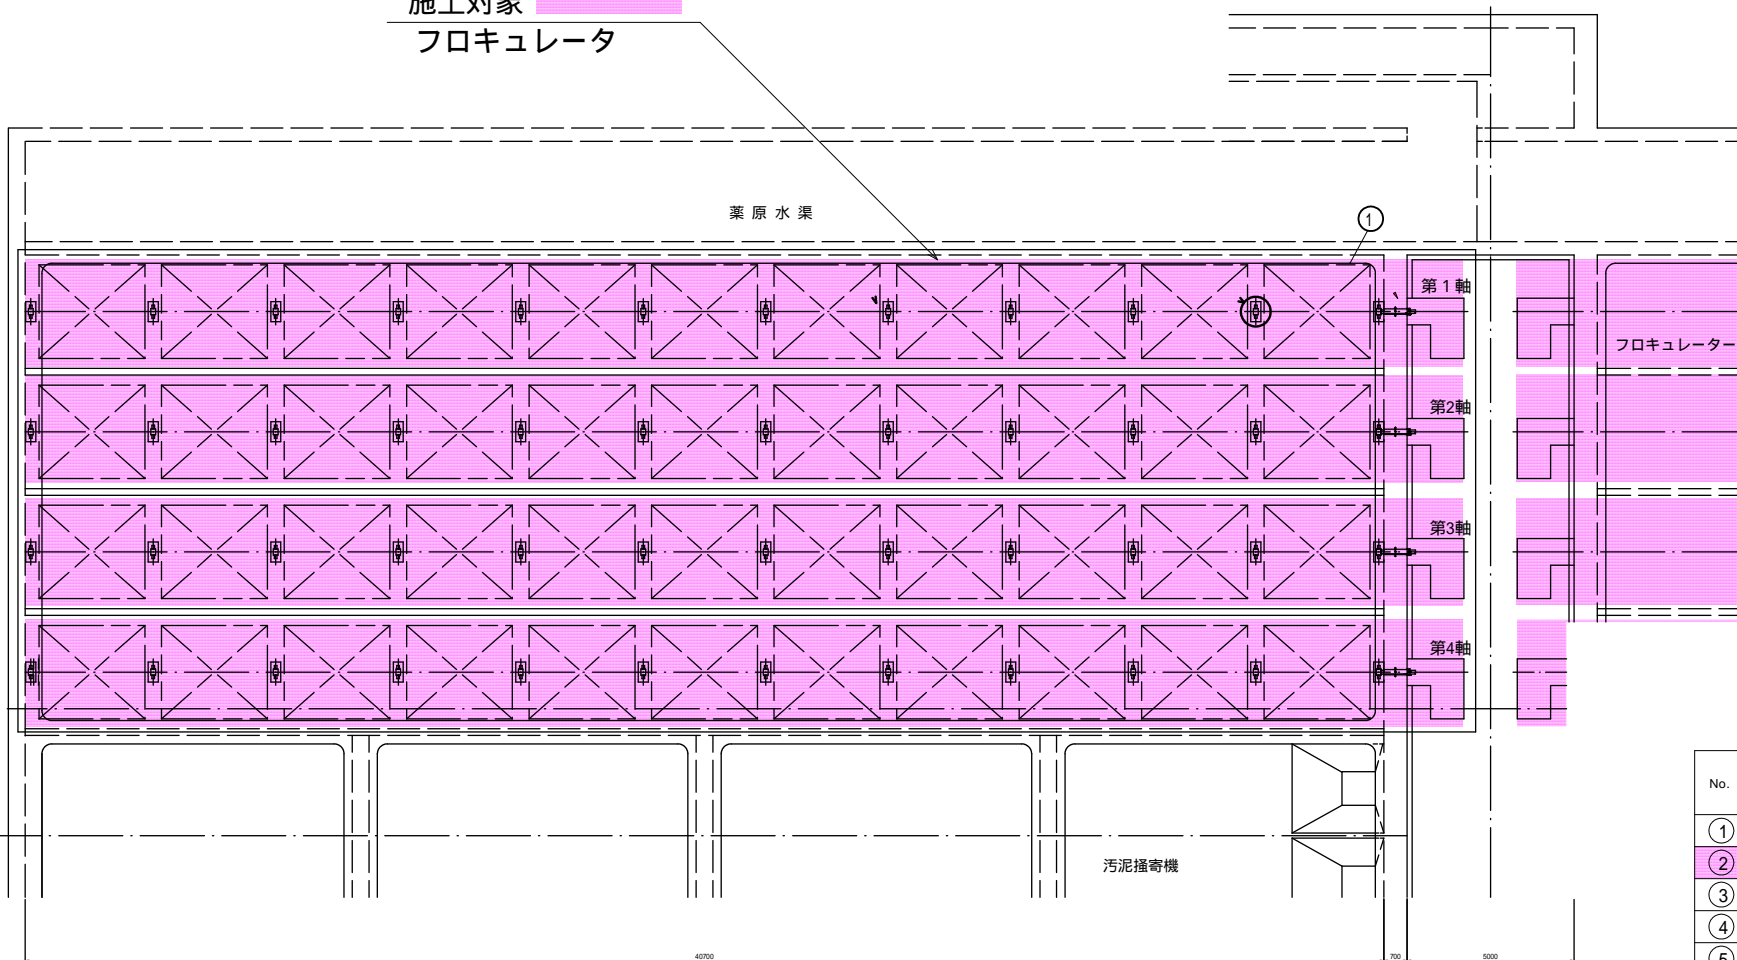 施工対象
フロキュレータ
薬原水渠
1
第1軸
フロキュレーター
第2軸
第3軸
第4軸
汚泥掻寄機
No.
1
2
3
4
5
40700
700
5000